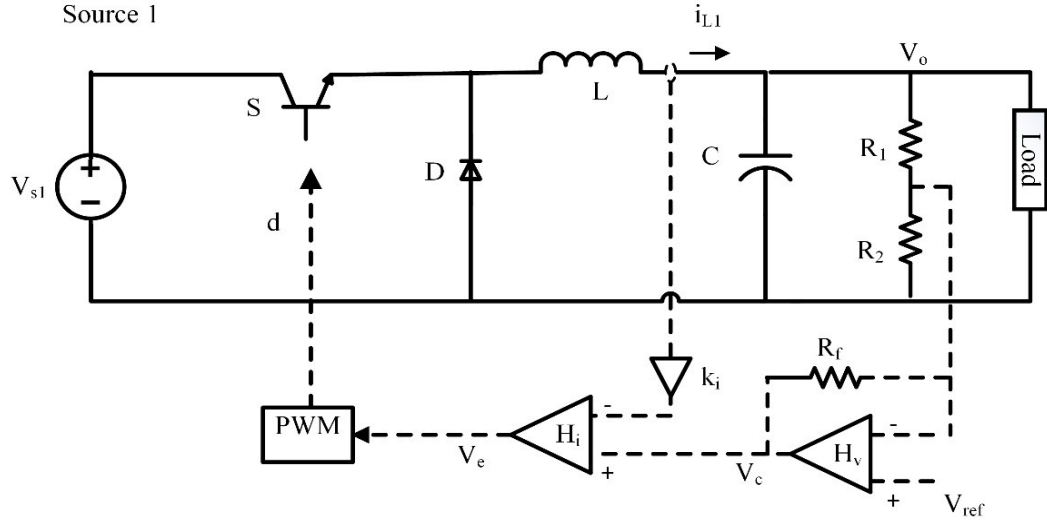 Source 1
i_L1
V_o
S
L
D
C
R_1
Load
V_s1
d
R_2
R_f
k_i
PWM
H_i
-
+
V_e
V_c
H_v
-
+
V_ref
+
-